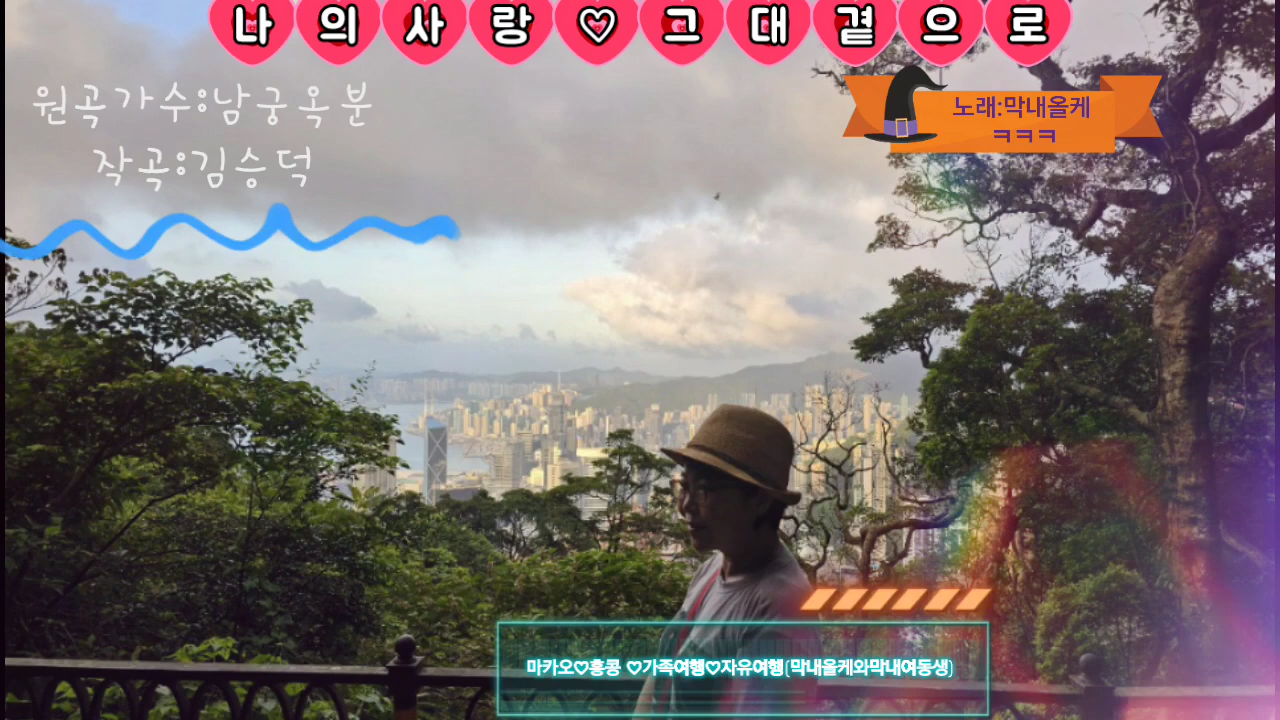 나의사랑♡그대곁으로
원곡가수:남궁옥분
작곡:김승덕
노래:막내올케
ㅋㅋㅋ
마카오♡홍콩 ♡가족여행♡자유여행(막내올케와막내여동생)